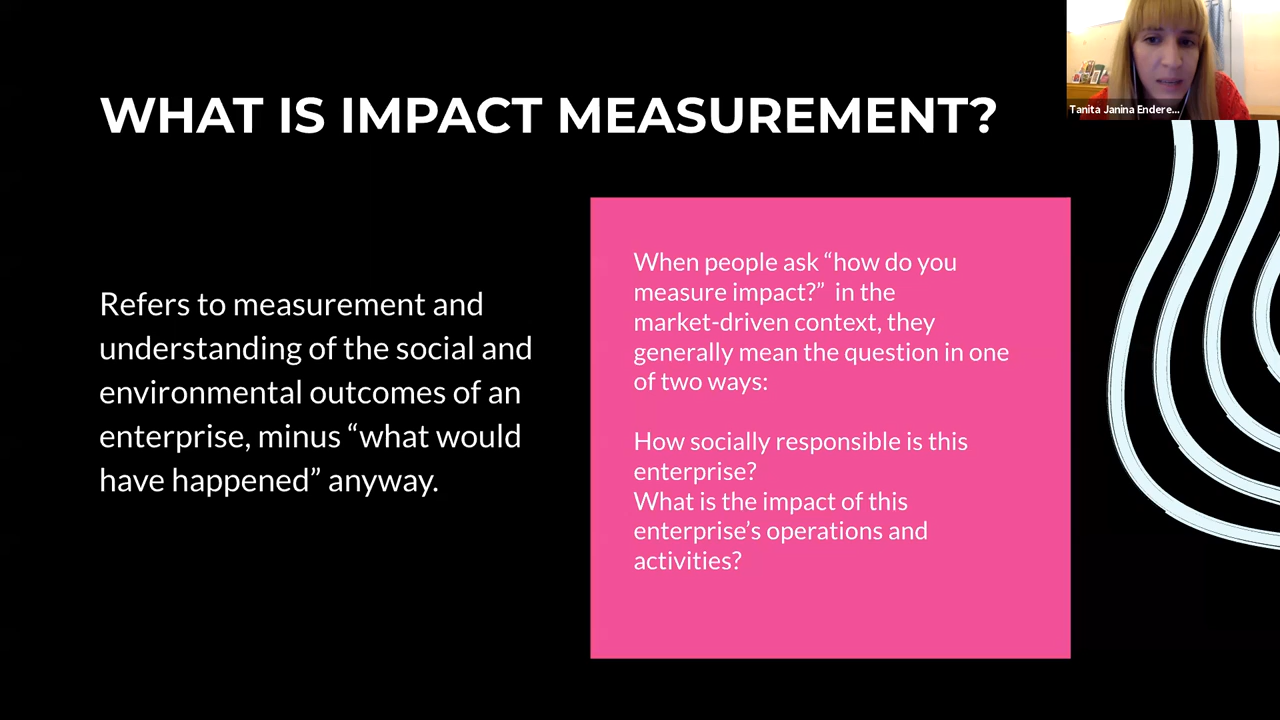 WHAT IS IMPACT MEASUREMENT?
Tanita Janina Endere...
Refers to measurement and
understanding of the social and
environmental outcomes of an
enterprise, minus “what would
have happened” anyway.
When people ask “how do you
measure impact?”  in the
market-driven context, they
generally mean the question in one
of two ways:
How socially responsible is this
enterprise?
What is the impact of this
enterprise’s operations and
activities?